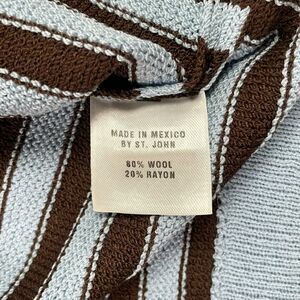 MADE IN MEXICO
BY ST. JOHN
80% WOOL
20% RAYON